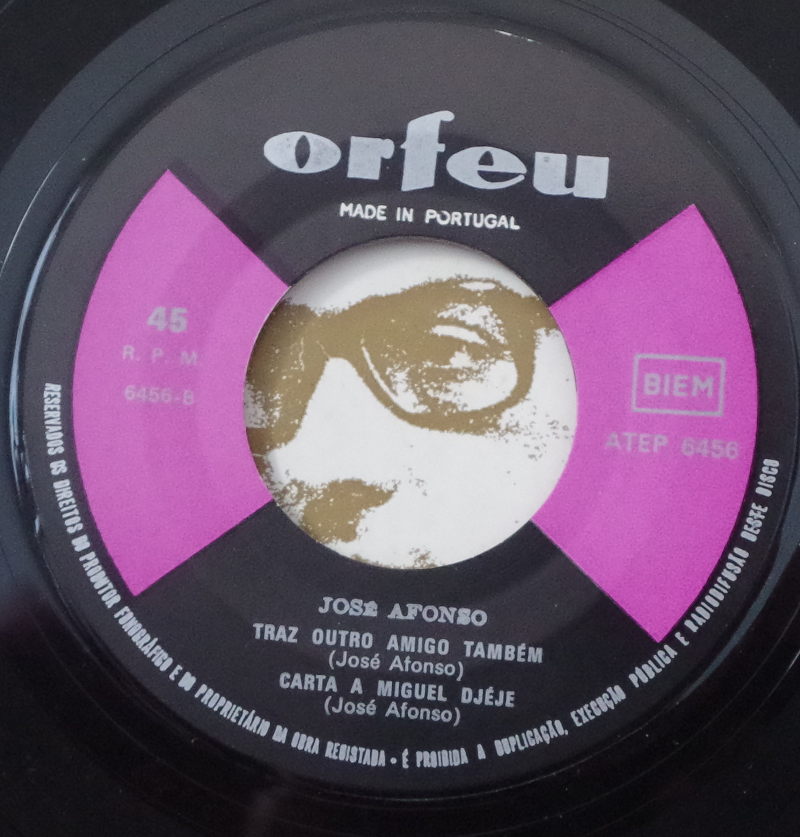 orfeu
MADE IN PORTUGAL
45
R. P. M
6456-B
BIEM
ATEP 6456
JOSÉ AFONSO
TRAZ OUTRO AMIGO TAMBÉM
(José Afonso)
CARTA A MIGUEL DJÉJE
(José Afonso)
RESERVADOS OS DIREITOS DO PRODUTOR FONOGRÁFICO E DO PROPRIETÁRIO DA OBRA REGISTADA • É PROIBIDA A DUPLICAÇÃO, EXECUÇÃO PÚBLICA E RADIODIFUSÃO DESTE DISCO